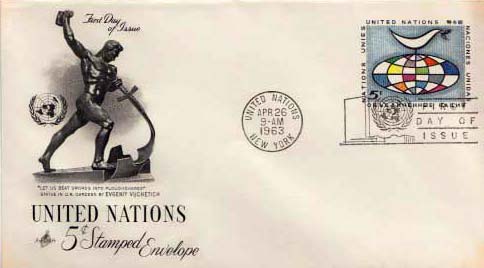 First Day
of Issue
"LET US BEAT SWORDS INTO PLOUGHSHARES"
STATUE IN U.N. GARDENS BY EVGENIY VUCHETICH
UNITED NATIONS
5¢ Stamped Envelope
UNITED NATIONS
APR 26
9-AM
1963
NEW YORK
UNITED NATIONS
NATIONS UNIES
NACIONES UNIDAS
5¢
DAY OF
ISSUE